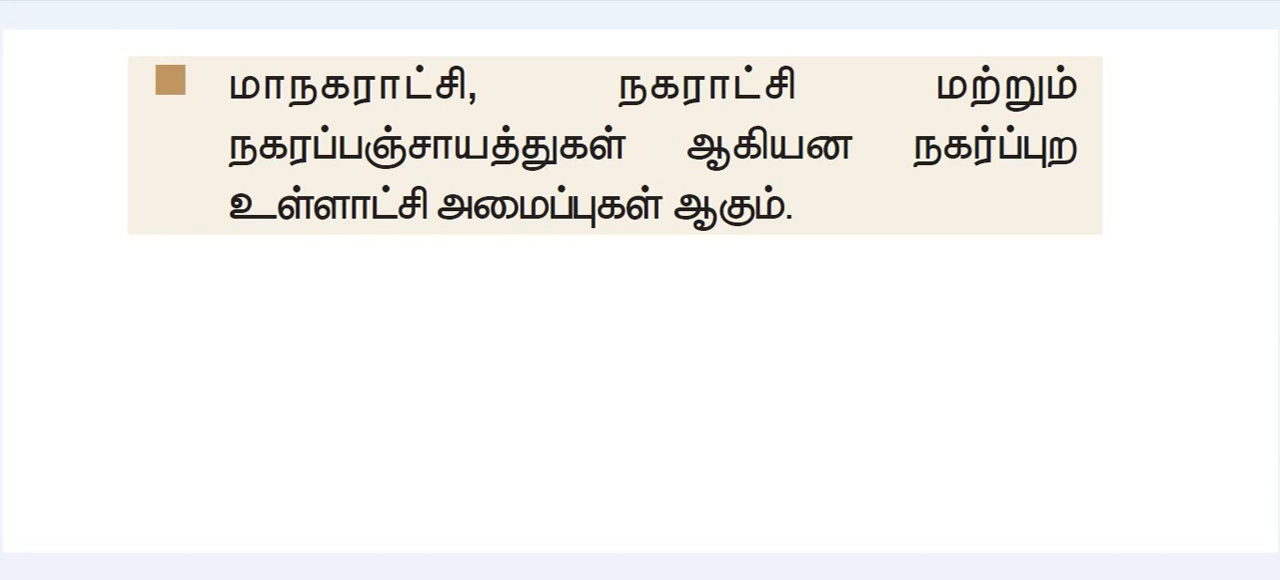 மாநகராட்சி, நகராட்சி மற்றும்
நகரப்பஞ்சாயத்துகள் ஆகியன நகர்ப்புற
உள்ளாட்சி அமைப்புகள் ஆகும்.